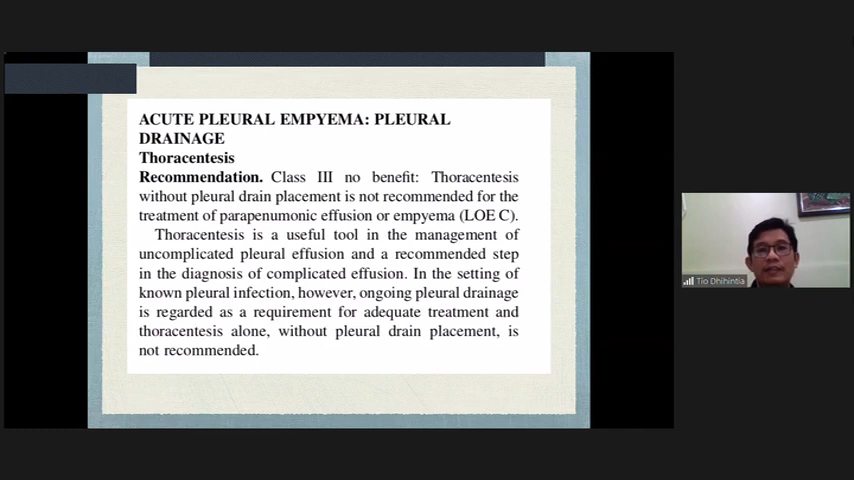 ACUTE PLEURAL EMPYEMA: PLEURAL
DRAINAGE
Thoracentesis
Recommendation. Class III no benefit: Thoracentesis
without pleural drain placement is not recommended for the
treatment of parapenumonic effusion or empyema (LOE C).
Thoracentesis is a useful tool in the management of
uncomplicated pleural effusion and a recommended step
in the diagnosis of complicated effusion. In the setting of
known pleural infection, however, ongoing pleural drainage
is regarded as a requirement for adequate treatment and
thoracentesis alone, without pleural drain placement, is
not recommended.
Tio Dhihintia